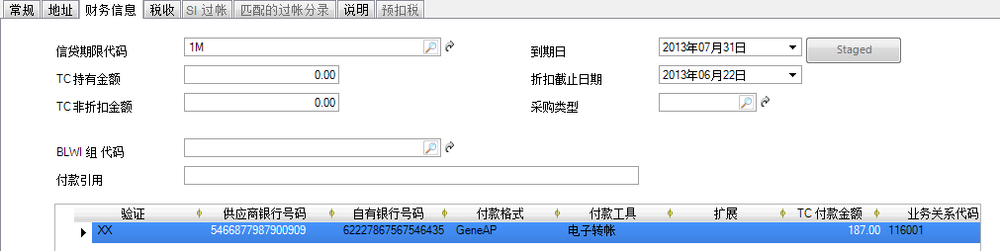 常规 地址 财务信息 税收 SI 过帐 匹配的过帐分录 说明 预扣税
信贷期限代码 1M 到期日 2013年07月31日 Staged
TC 持有金额 0.00 折扣截止日期 2013年06月22日
TC 非折扣金额 0.00 采购类型
BLWI 组 代码
付款引用
验证 供应商银行号码 自有银行号码 付款格式 付款工具 扩展 TC 付款金额 业务关系代码
XX 5466877987900909 62227867567546435 GeneAP 电子转帐 187.00 116001